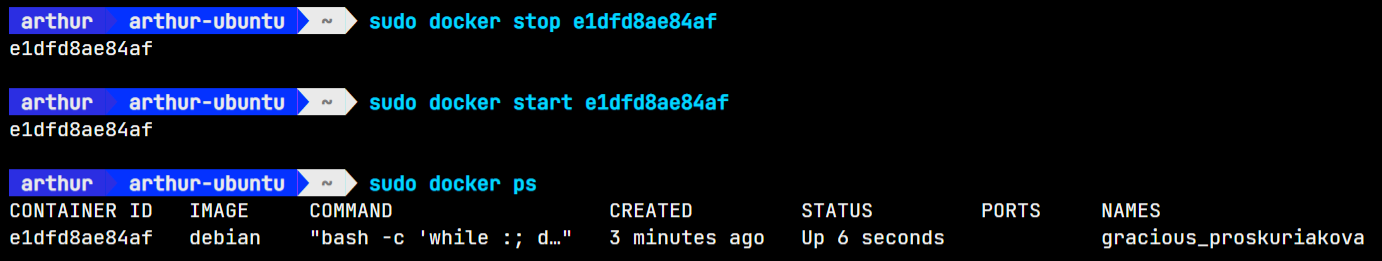 arthur arthur-ubuntu ~ sudo docker stop e1dfd8ae84af
e1dfd8ae84af
arthur arthur-ubuntu ~ sudo docker start e1dfd8ae84af
e1dfd8ae84af
arthur arthur-ubuntu ~ sudo docker ps
CONTAINER ID   IMAGE     COMMAND                  CREATED         STATUS         PORTS     NAMES
e1dfd8ae84af   debian    "bash -c 'while :; d…"   3 minutes ago   Up 6 seconds             gracious_proskuriakova